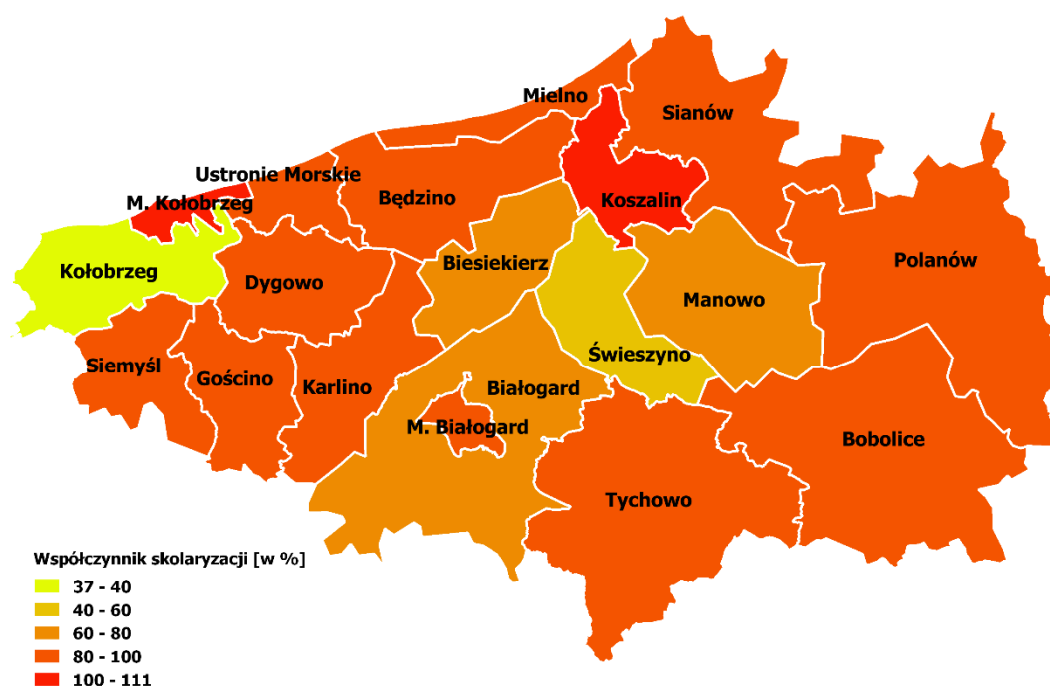 Mielno
Sianów
Ustronie Morskie
M. Kołobrzeg
Będzino
Koszalin
Kołobrzeg
Dygowo
Biesiekierz
Polanów
Manowo
Siemyśl
Gościno
Karlino
Świeszyno
Białogard
M. Białogard
Bobolice
Tychowo
Współczynnik skolaryzacji [w %]
37 - 40
40 - 60
60 - 80
80 - 100
100 - 111